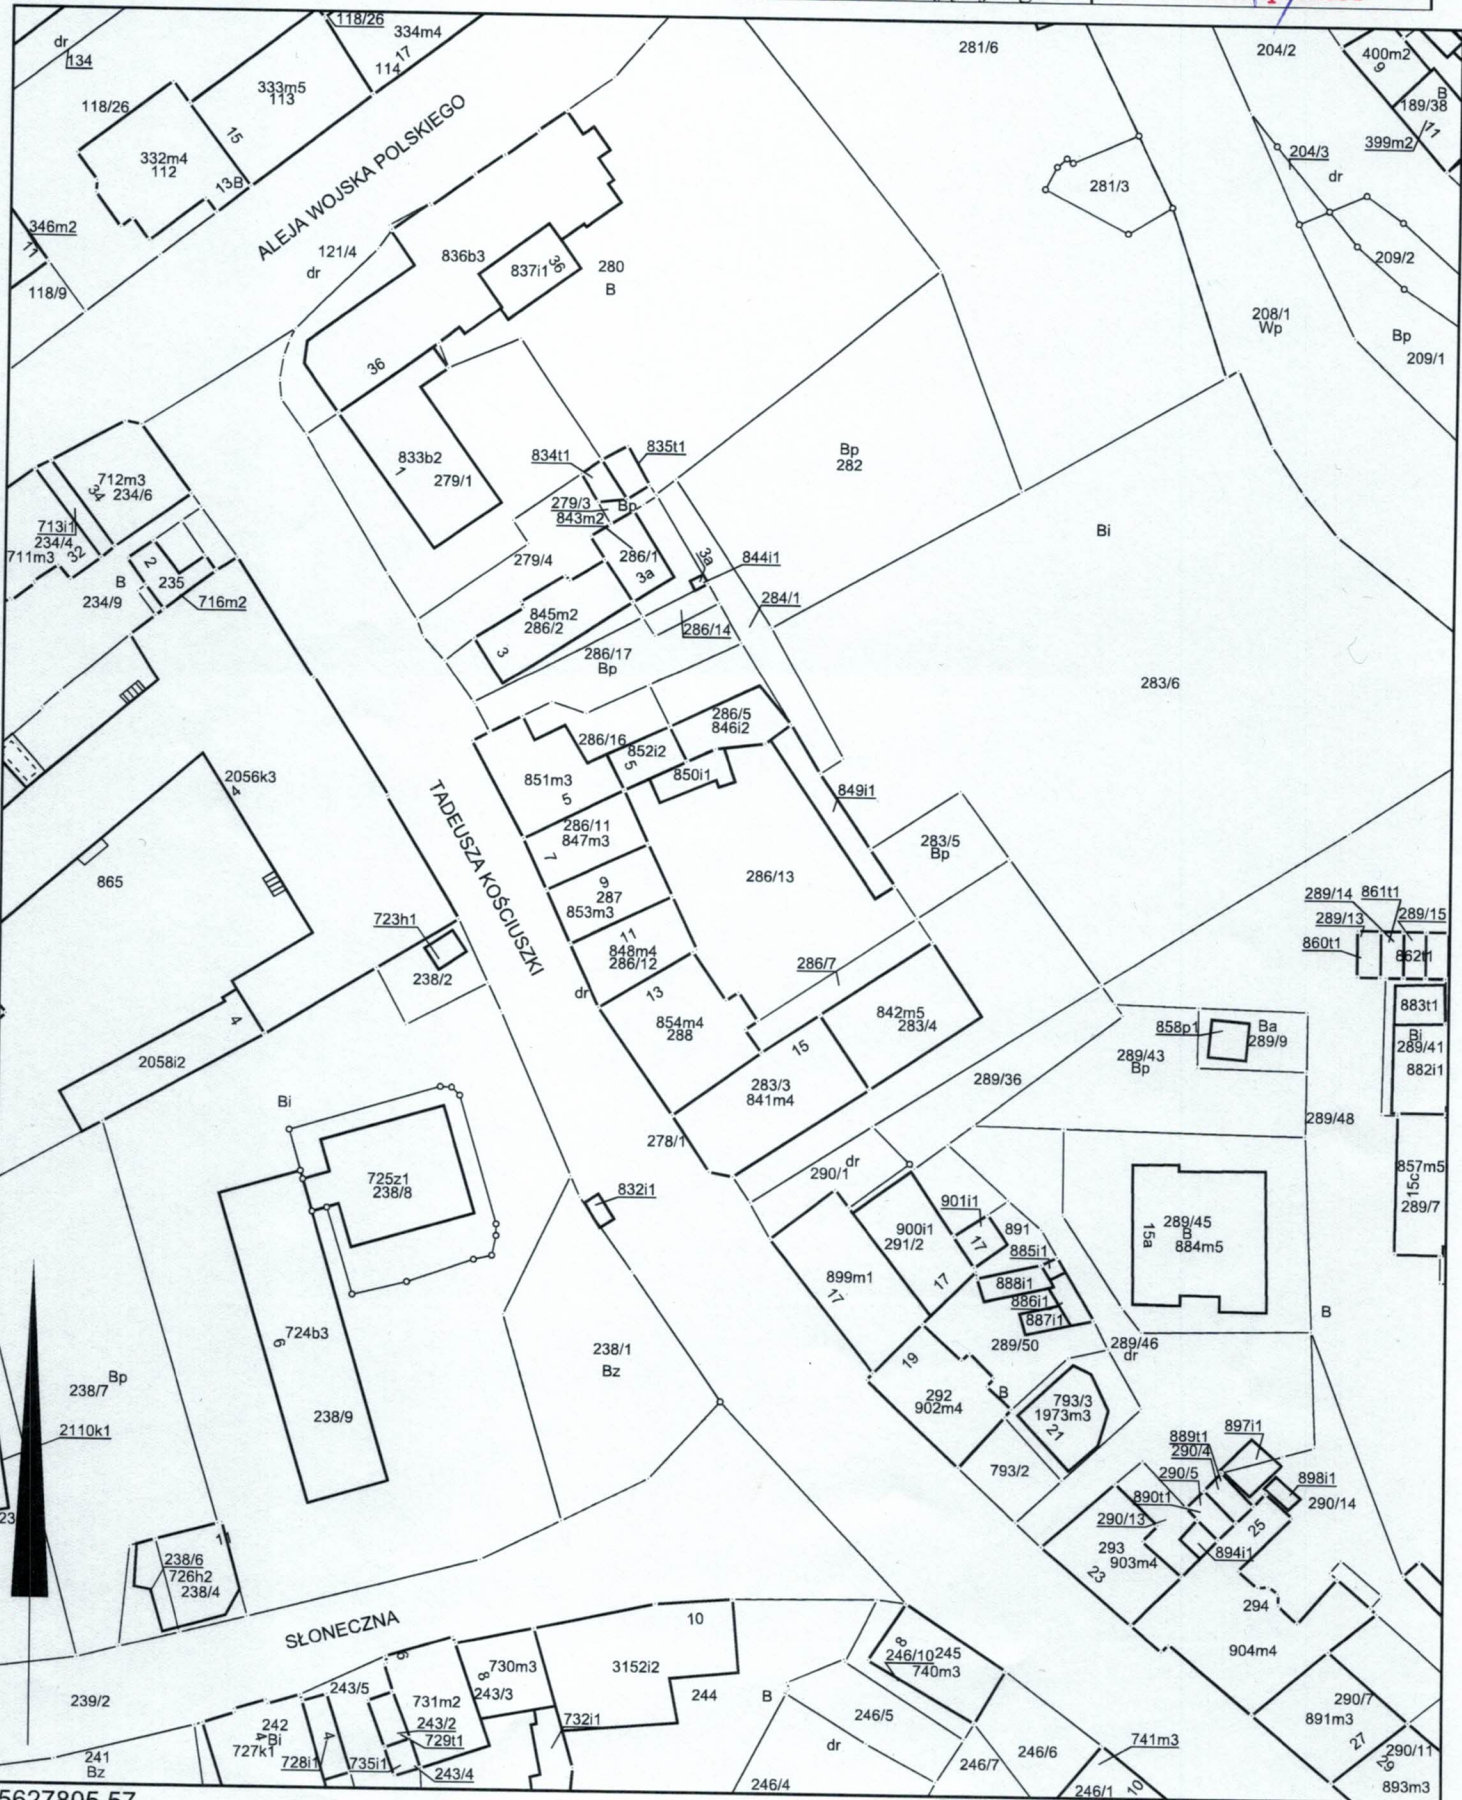 118/26
334m4
17
114
dr
134
118/26
333m5
113
15
332m4
112
13B
346m2
11
118/9
ALEJA WOJSKA POLSKIEGO
121/4
dr
836b3
837i1
36
280
B
36
281/6
204/2
400m2
9
B
189/38
11
399m2
204/3
dr
281/3
209/2
208/1
Wp
Bp
209/1
833b2
1
279/1
834t1
835t1
279/3
Bp
843m2
286/1
3a
3a
844i1
279/4
845m2
286/2
3
286/14
284/1
286/17
Bp
Bp
282
Bi
283/6
712m3
34
234/6
713i1
234/4
711m3
32
2
B
235
234/9
716m2
2056k3
4
865
TADEUSZA KOŚCIUSZKI
286/5
846i2
286/16
852i2
5
850i1
851m3
5
849i1
286/11
847m3
7
9
287
853m3
286/13
283/5
Bp
11
848m4
286/12
dr
13
854m4
288
286/7
842m5
283/4
15
283/3
841m4
278/1
723h1
238/2
4
2058i2
Bi
725z1
238/8
832i1
724b3
6
238/9
238/1
Bz
Bp
238/7
2110k1
23
11
238/6
726h2
238/4
289/14
861t1
289/13
289/15
860t1
862t1
883t1
Bi
289/41
882i1
858p1
Ba
289/9
289/43
Bp
289/36
289/48
857m5
15c
289/7
290/1
dr
901i1
900i1
291/2
891
17
885i1
888i1
886i1
887i1
17
899m1
17
289/45
B
884m5
15a
B
289/50
289/46
dr
19
292
902m4
B
793/3
1973m3
21
793/2
889t1
897i1
290/4
290/5
898i1
290/14
890t1
290/13
25
894i1
293
903m4
23
294
904m4
290/7
891m3
27
290/11
29
893m3
SŁONECZNA
10
239/2
243/5
6
730m3
8
243/3
3152i2
244
B
731m2
243/2
729t1
732i1
242
4
Bi
727k1
4
728i1
735i1
243/4
241
Bz
8
246/10
245
740m3
246/5
dr
246/7
246/6
741m3
246/4
246/1
10
5627805.57